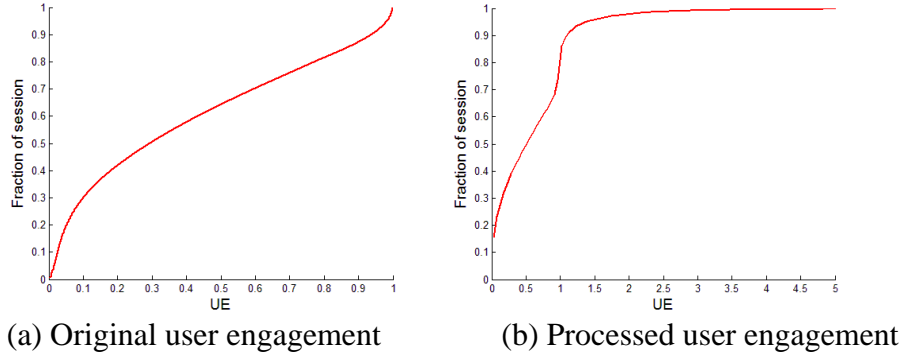 1
0.9
0.8
0.7
0.6
0.5
0.4
0.3
0.2
0.1
0
Fraction of session
0 0.1 0.2 0.3 0.4 0.5 0.6 0.7 0.8 0.9 1
UE
(a) Original user engagement
1
0.9
0.8
0.7
0.6
0.5
0.4
0.3
0.2
0.1
0
Fraction of session
0 0.5 1 1.5 2 2.5 3 3.5 4 4.5 5
UE
(b) Processed user engagement